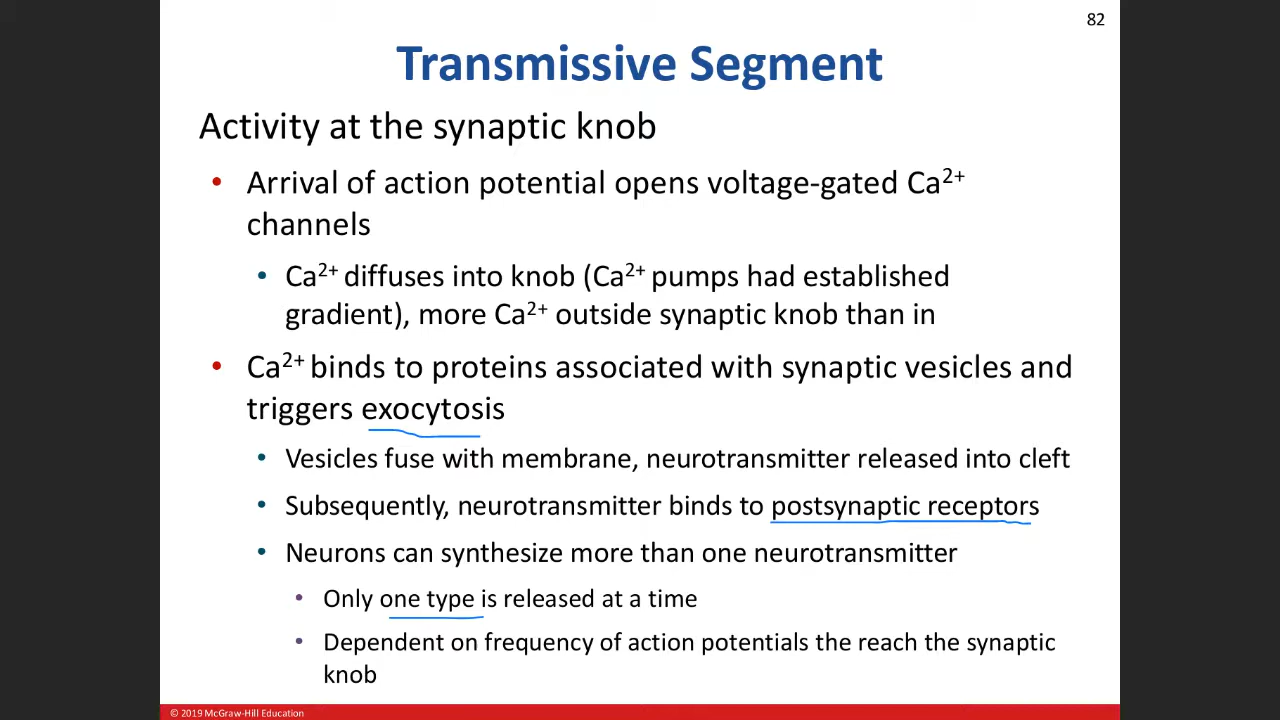 82
Transmissive Segment
Activity at the synaptic knob
• Arrival of action potential opens voltage-gated Ca²⁺
channels
• Ca²⁺ diffuses into knob (Ca²⁺ pumps had established
gradient), more Ca²⁺ outside synaptic knob than in
• Ca²⁺ binds to proteins associated with synaptic vesicles and
triggers exocytosis
• Vesicles fuse with membrane, neurotransmitter released into cleft
• Subsequently, neurotransmitter binds to postsynaptic receptors
• Neurons can synthesize more than one neurotransmitter
• Only one type is released at a time
• Dependent on frequency of action potentials the reach the synaptic
knob
© 2019 McGraw-Hill Education